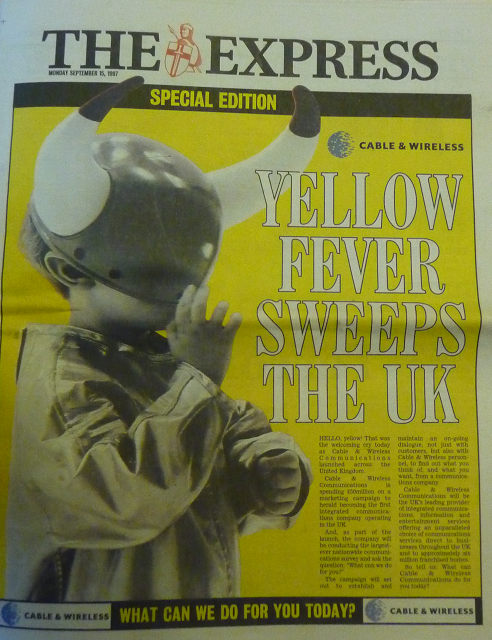 THE EXPRESS
MONDAY SEPTEMBER 15, 1997
SPECIAL EDITION
CABLE & WIRELESS
YELLOW
FEVER
SWEEPS
THE UK
HELLO, yellow! That was
the welcoming cry today
as Cable & Wireless
Communications
launched across the
United Kingdom.
Cable & Wireless
Communications is
spending £50million on a
marketing campaign to
herald becoming the first
integrated communica-
tions company operating
in the UK
And, as part of the
launch, the company will
be conducting the largest-
ever nationwide communi-
cations survey and ask the
question, "What can we do
for you?"
The campaign will set
out to establish and
maintain an on-going
dialogue, not just with
customers, but also with
Cable & Wireless person-
nel, to find out what you
think of, and what you
want, from a communica-
tions company.
Cable & Wireless
Communications will be
the UK's leading provider
of integrated communica-
tions, information and
entertainment services
offering an unparalleled
choice of communications
services direct to busi-
nesses throughout the UK
and to approximately six
million franchised homes.
So tell us. What can
Cable & Wireless
Communications do for
you today?
CABLE & WIRELESS
WHAT CAN WE DO FOR YOU TODAY?
CABLE & WIRELESS